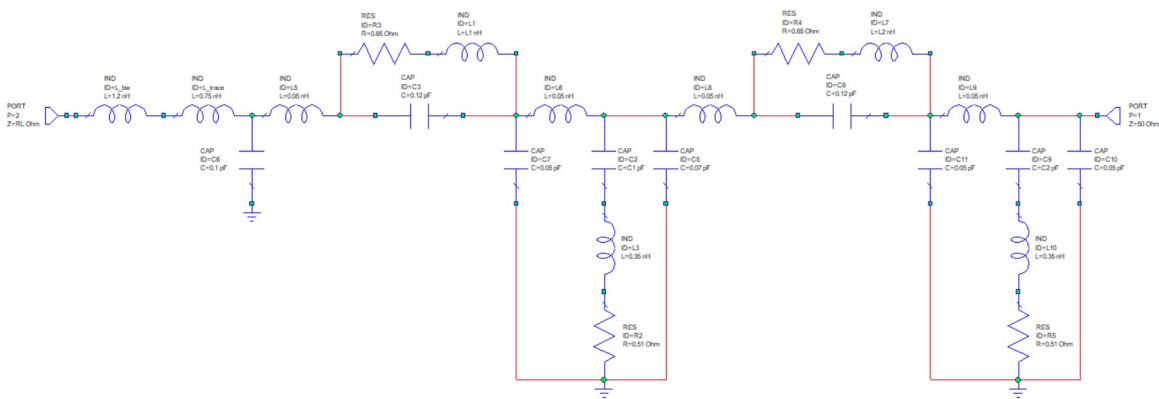 RES
ID=R3
R=0.85 Ohm
IND
ID=L1
L=L1 nH
RES
ID=R4
R=0.85 Ohm
IND
ID=L7
L=L2 nH
PORT
P=2
Z=RL Ohm
IND
ID=L_bw
L=1.2 nH
IND
ID=L_trace
L=0.75 nH
IND
ID=L5
L=0.05 nH
CAP
ID=C3
C=0.12 pF
IND
ID=L6
L=0.05 nH
IND
ID=L8
L=0.05 nH
CAP
ID=C8
C=0.12 pF
IND
ID=L9
L=0.05 nH
PORT
P=1
Z=50 Ohm
CAP
ID=C6
C=0.1 pF
CAP
ID=C7
C=0.05 pF
CAP
ID=C2
C=C1 pF
CAP
ID=C5
C=0.07 pF
CAP
ID=C11
C=0.05 pF
CAP
ID=C9
C=C2 pF
CAP
ID=C10
C=0.05 pF
IND
ID=L3
L=0.35 nH
IND
ID=L10
L=0.35 nH
RES
ID=R2
R=0.51 Ohm
RES
ID=R5
R=0.51 Ohm